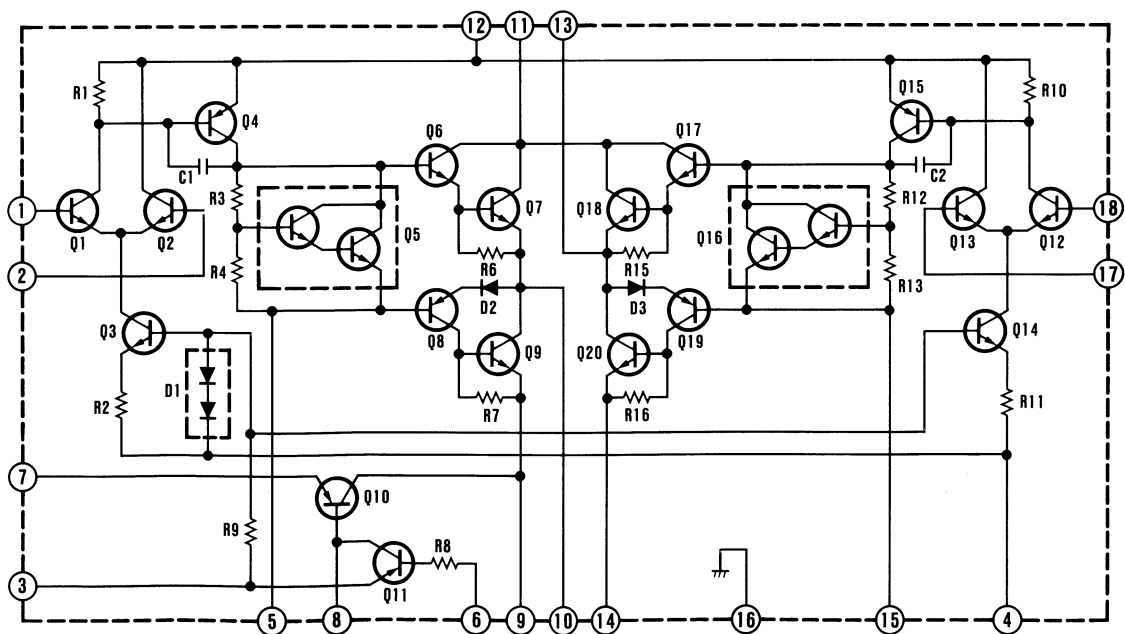 12 11 13
R1 Q4 Q15 R10
Q6 Q17
C1 C2
R3 R12
1 Q1 Q2 Q5 Q7 Q18 Q16 Q13 Q12 18
R4 R6 R15 R13
2 17
D2 D3
Q3 Q8 Q9 Q20 Q19 Q14
D1
R2 R7 R16 R11
7 Q10
R9 R8
3 Q11
5 8 6 9 10 14 16 15 4